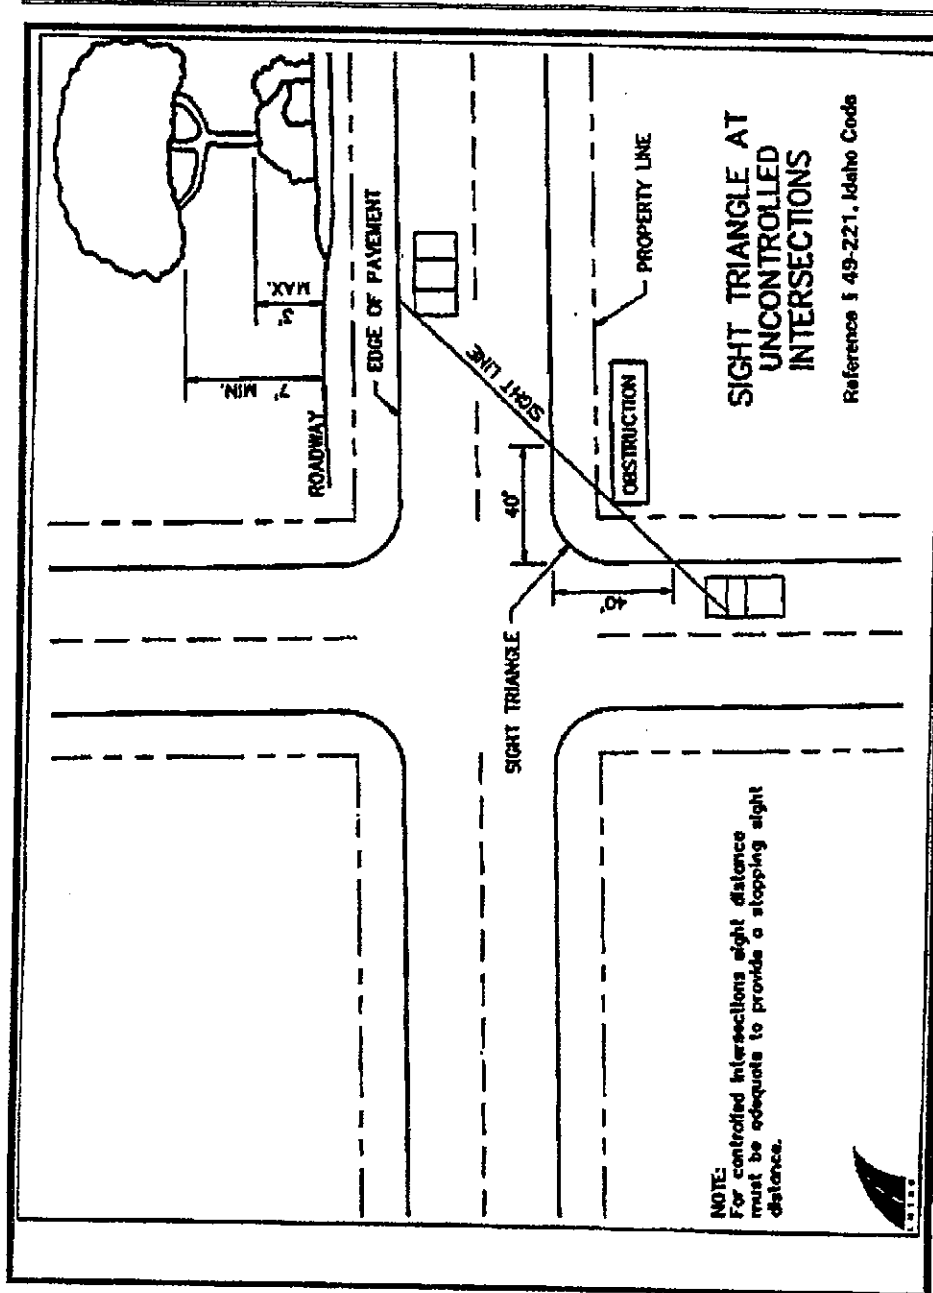 SIGHT TRIANGLE AT
UNCONTROLLED
INTERSECTIONS
Reference § 49-221, Idaho Code
ROADWAY
7' MIN.
3' MAX.
EDGE OF PAVEMENT
PROPERTY LINE
SIGHT LINE
OBSTRUCTION
40'
40'
SIGHT TRIANGLE
NOTE:
For controlled intersections sight distance
must be adequate to provide a stopping sight
distance.